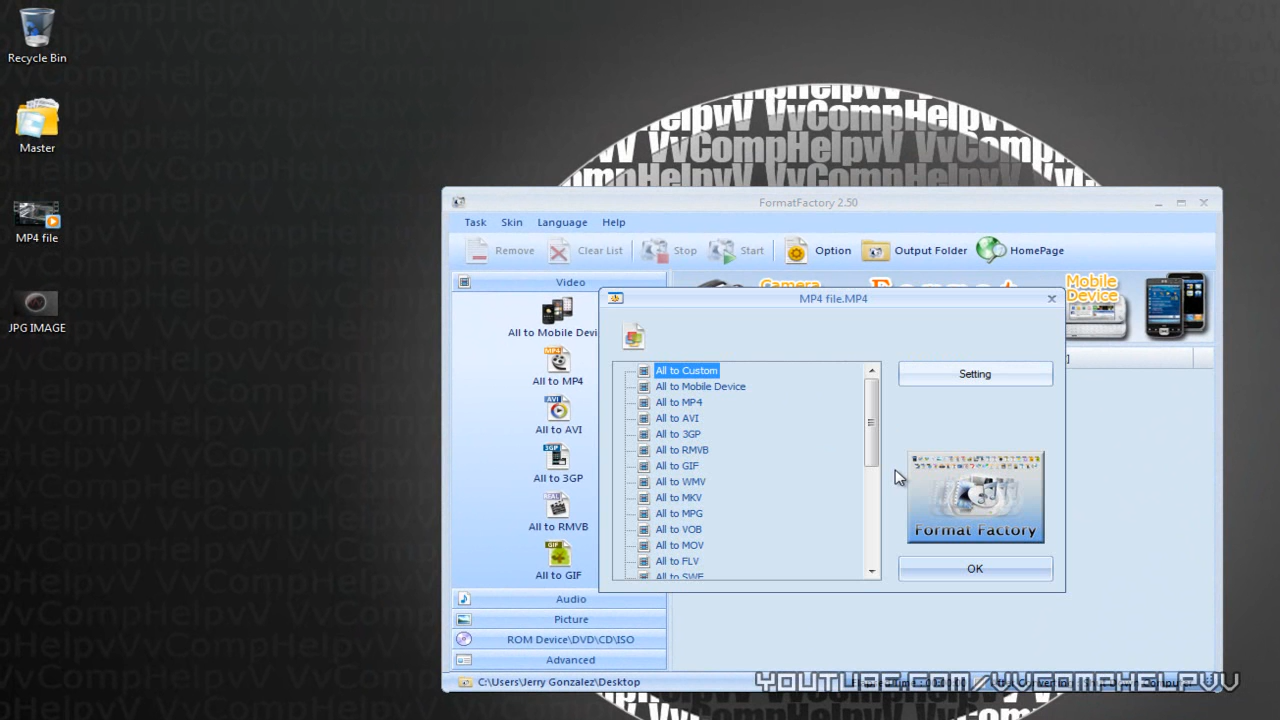 Recycle Bin
Master
MP4 file
JPG IMAGE
VvCompHelpvV
FormatFactory 2.50
Task Skin Language Help
Remove Clear List Stop Start Option Output Folder HomePage
Video
All to Mobile Devi
All to MP4
All to AVI
All to 3GP
All to RMVB
All to GIF
Audio
Picture
ROM Device\DVD\CD\ISO
Advanced
C:\Users\Jerry Gonzalez\Desktop
Camera
Mobile
Device
MP4 file.MP4
All to Custom
All to Mobile Device
All to MP4
All to AVI
All to 3GP
All to RMVB
All to GIF
All to WMV
All to MKV
All to MPG
All to VOB
All to MOV
All to FLV
All to SWF
Setting
Format Factory
OK
YOUTUBE.COM/VVCOMPHELPVV